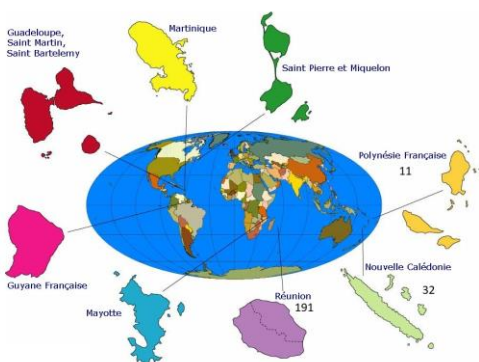 Guadeloupe,
Saint Martin,
Saint Bartelemy
Martinique
Saint Pierre et Miquelon
Polynésie Française
11
Guyane Française
Mayotte
Réunion
191
Nouvelle Calédonie
32